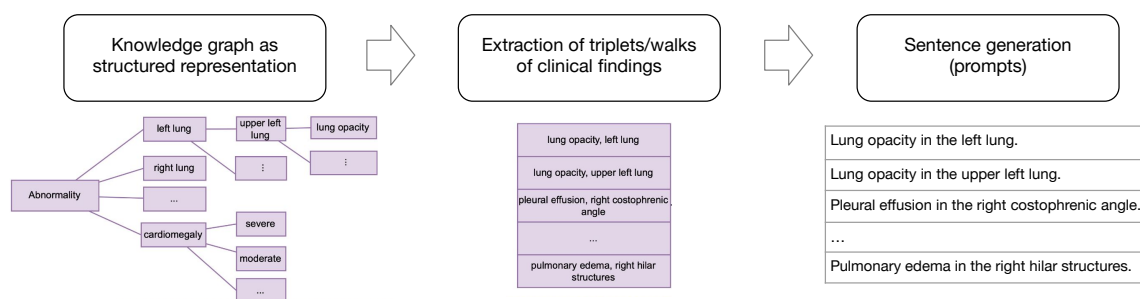 Knowledge graph as
structured representation
Extraction of triplets/walks
of clinical findings
Sentence generation
(prompts)
Abnormality
left lung
right lung
...
cardiomegaly
upper left
lung
⋮
lung opacity
⋮
severe
moderate
...
lung opacity, left lung
lung opacity, upper left lung
pleural effusion, right costophrenic
angle
...
pulmonary edema, right hilar
structures
Lung opacity in the left lung.
Lung opacity in the upper left lung.
Pleural effusion in the right costophrenic angle.
...
Pulmonary edema in the right hilar structures.